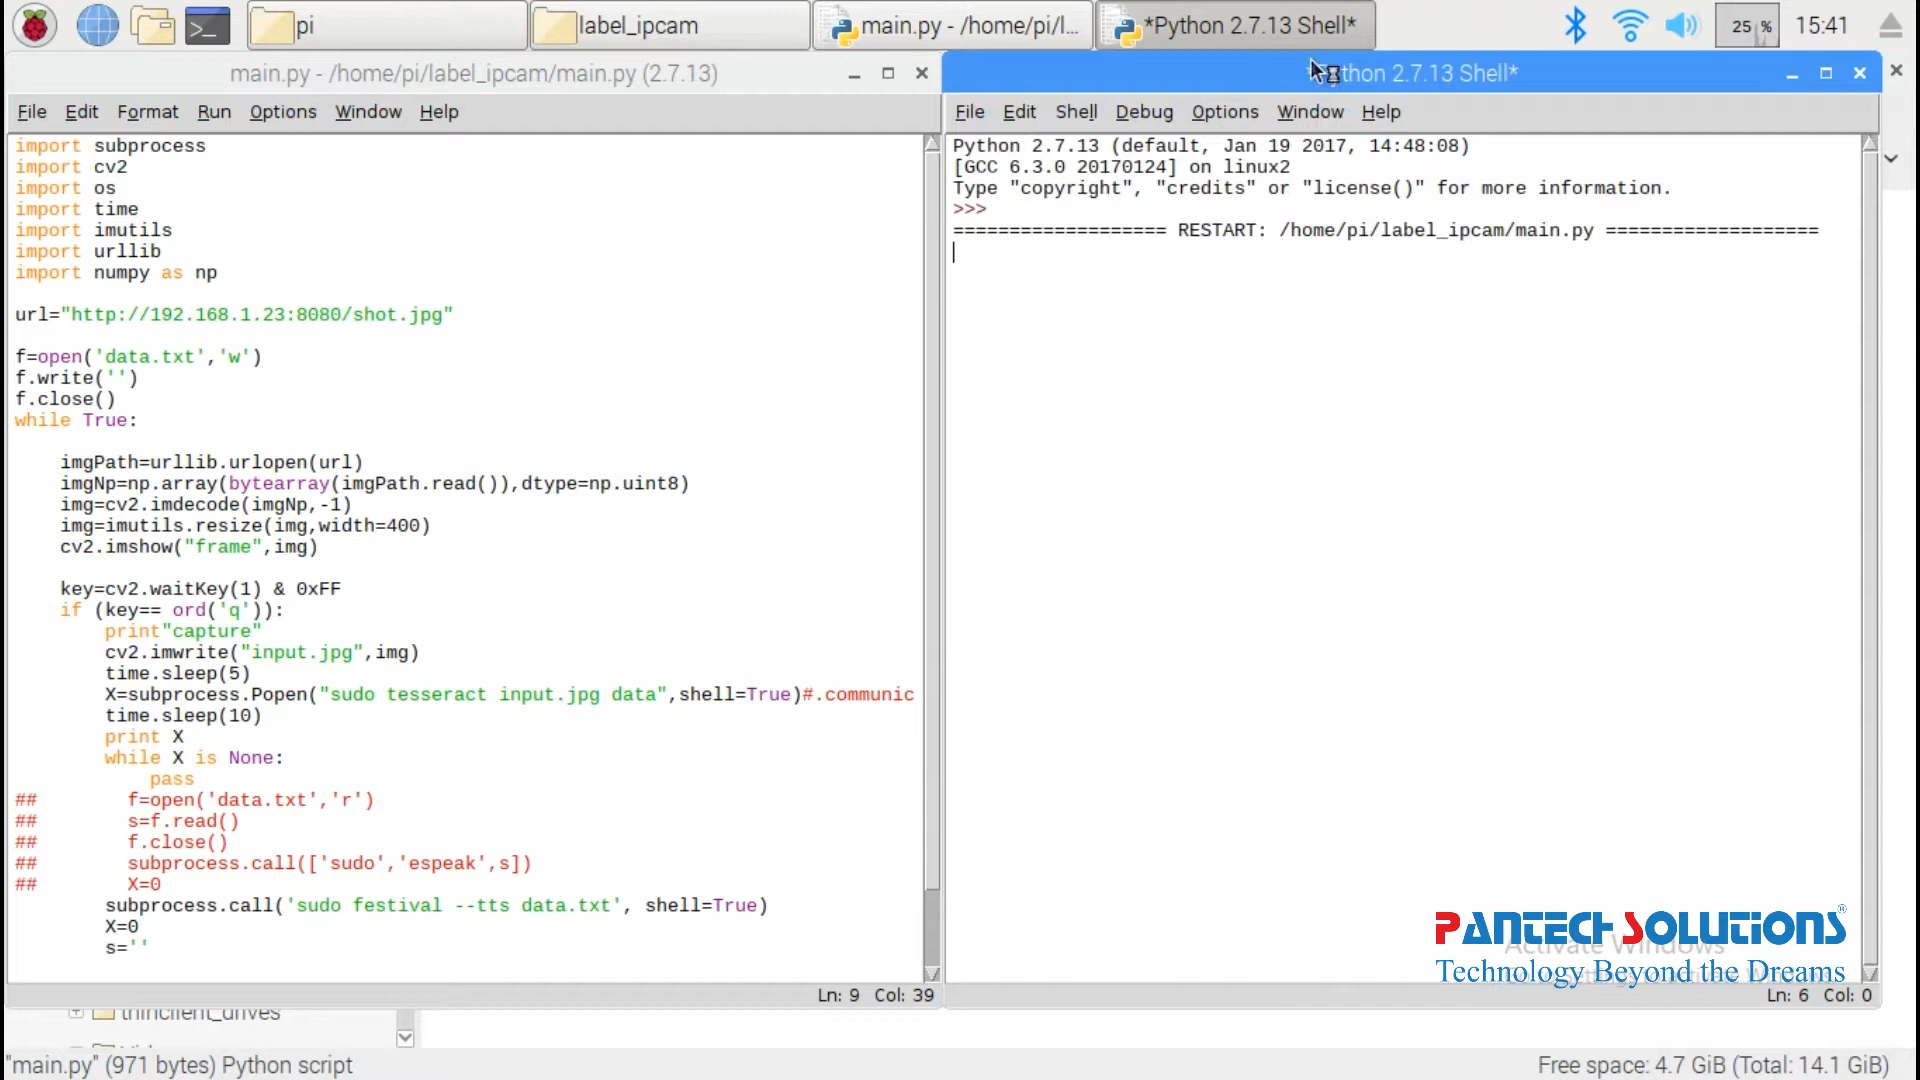 pi
label_ipcam
main.py - /home/pi/l...
*Python 2.7.13 Shell*
25 %
15:41
main.py - /home/pi/label_ipcam/main.py (2.7.13)
File Edit Format Run Options Window Help
import subprocess
import cv2
import os
import time
import imutils
import urllib
import numpy as np
url="http://192.168.1.23:8080/shot.jpg"
f=open('data.txt','w')
f.write('')
f.close()
while True:
imgPath=urllib.urlopen(url)
imgNp=np.array(bytearray(imgPath.read()),dtype=np.uint8)
img=cv2.imdecode(imgNp,-1)
img=imutils.resize(img,width=400)
cv2.imshow("frame",img)
key=cv2.waitKey(1) & 0xFF
if (key== ord('q')):
print"capture"
cv2.imwrite("input.jpg",img)
time.sleep(5)
X=subprocess.Popen("sudo tesseract input.jpg data",shell=True)#.communic
time.sleep(10)
print X
while X is None:
pass
## f=open('data.txt','r')
## s=f.read()
## f.close()
## subprocess.call(['sudo','espeak',s])
## X=0
subprocess.call('sudo festival --tts data.txt', shell=True)
X=0
s=''
Ln: 9 Col: 39
2.7.13 Shell*
File Edit Shell Debug Options Window Help
Python 2.7.13 (default, Jan 19 2017, 14:48:08)
[GCC 6.3.0 20170124] on linux2
Type "copyright", "credits" or "license()" for more information.
>>>
=================== RESTART: /home/pi/label_ipcam/main.py ===================
PANTECH SOLUTIONS®
Activate Windows
Technology Beyond the Dreams
Ln: 6 Col: 0
thinclient_drives
"main.py" (971 bytes) Python script
Free space: 4.7 GiB (Total: 14.1 GiB)